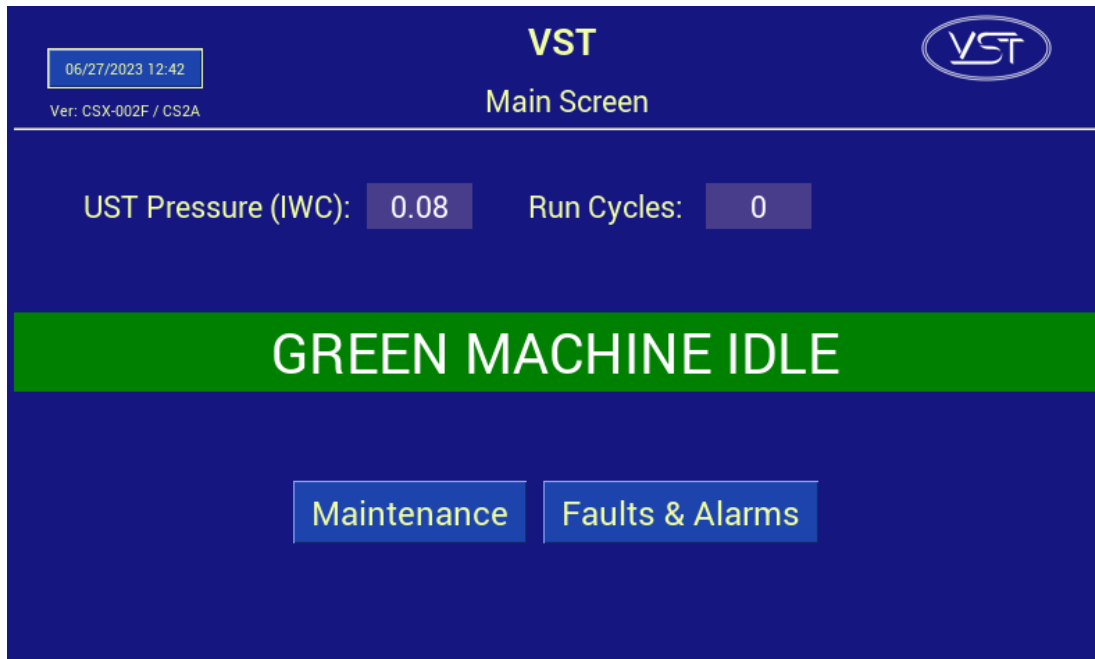 VST
VST
06/27/2023 12:42
Main Screen
Ver: CSX-002F / CS2A
UST Pressure (IWC): 0.08 Run Cycles: 0
GREEN MACHINE IDLE
Maintenance Faults & Alarms